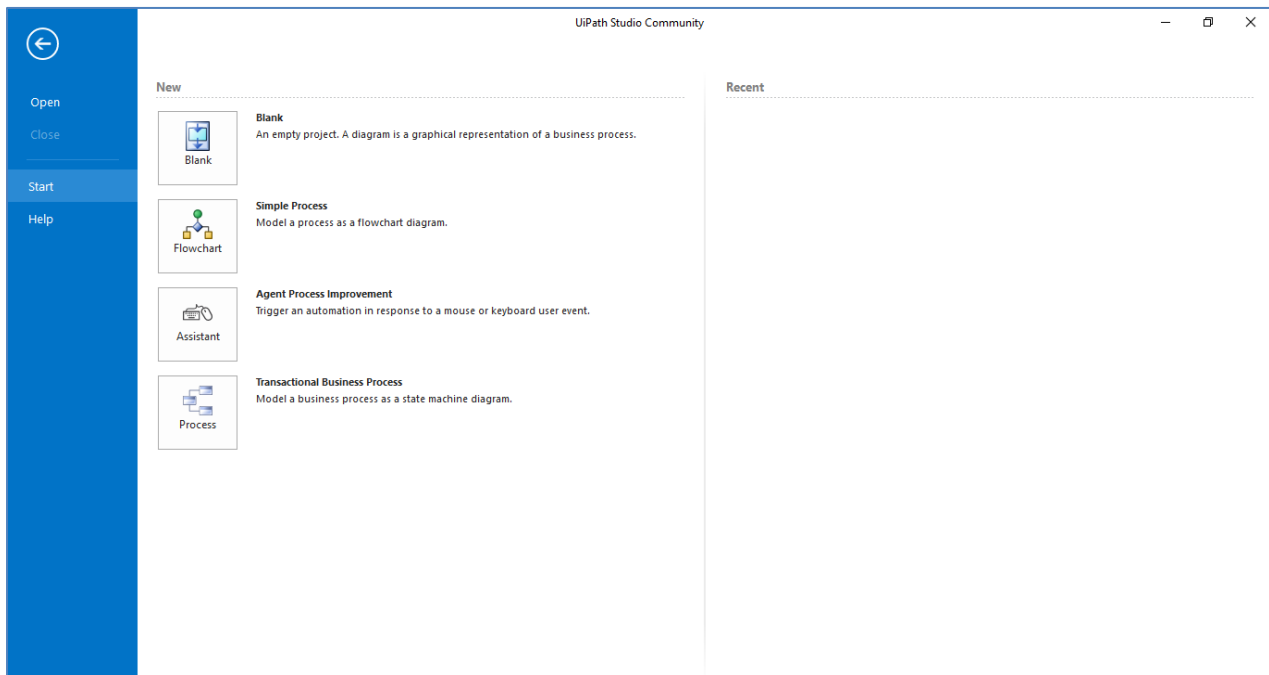 UiPath Studio Community
Open
Close
Start
Help
New
Blank
Blank
An empty project. A diagram is a graphical representation of a business process.
Flowchart
Simple Process
Model a process as a flowchart diagram.
Assistant
Agent Process Improvement
Trigger an automation in response to a mouse or keyboard user event.
Process
Transactional Business Process
Model a business process as a state machine diagram.
Recent